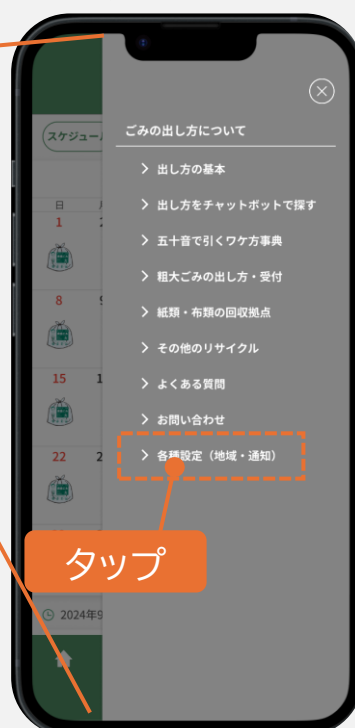 スケジュー
ごみの出し方について
出し方の基本
出し方をチャットボットで探す
五十音で引くワケ方事典
粗大ごみの出し方・受付
紙類・布類の回収拠点
その他のリサイクル
よくある質問
お問い合わせ
各種設定（地域・通知）
日
1
8
15
22
2
タップ
2024年9